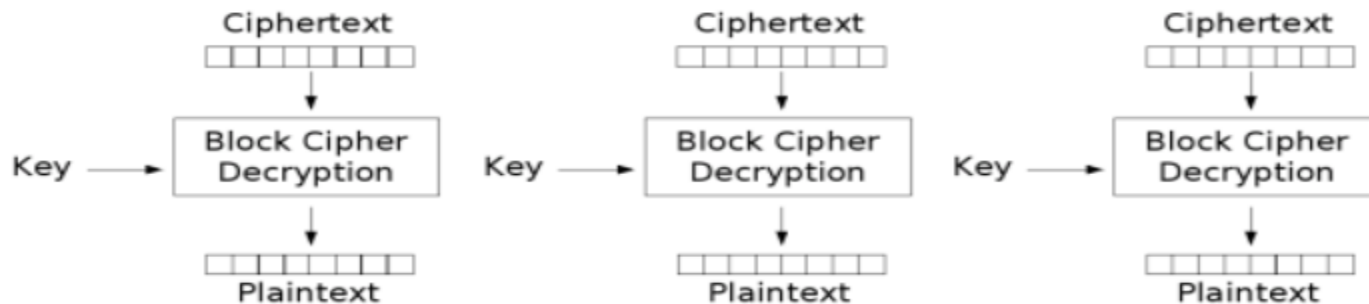 Ciphertext Ciphertext Ciphertext
Key Block Cipher Decryption Key Block Cipher Decryption Key Block Cipher Decryption
Plaintext Plaintext Plaintext